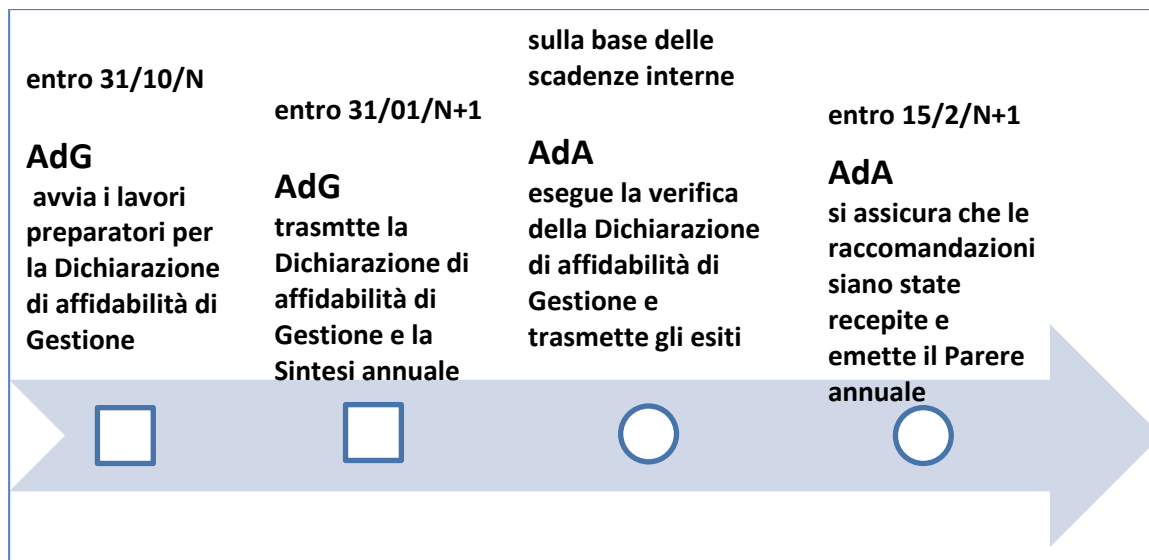 entro 31/10/N
AdG
avvia i lavori
preparatori per
la Dichiarazione
di affidabilità di
Gestione
entro 31/01/N+1
AdG
trasmtte la
Dichiarazione di
affidabilità di
Gestione e la
Sintesi annuale
sulla base delle
scadenze interne
AdA
esegue la verifica
della Dichiarazione
di affidabilità di
Gestione e
trasmette gli esiti
entro 15/2/N+1
AdA
si assicura che le
raccomandazioni
siano state
recepite e
emette il Parere
annuale